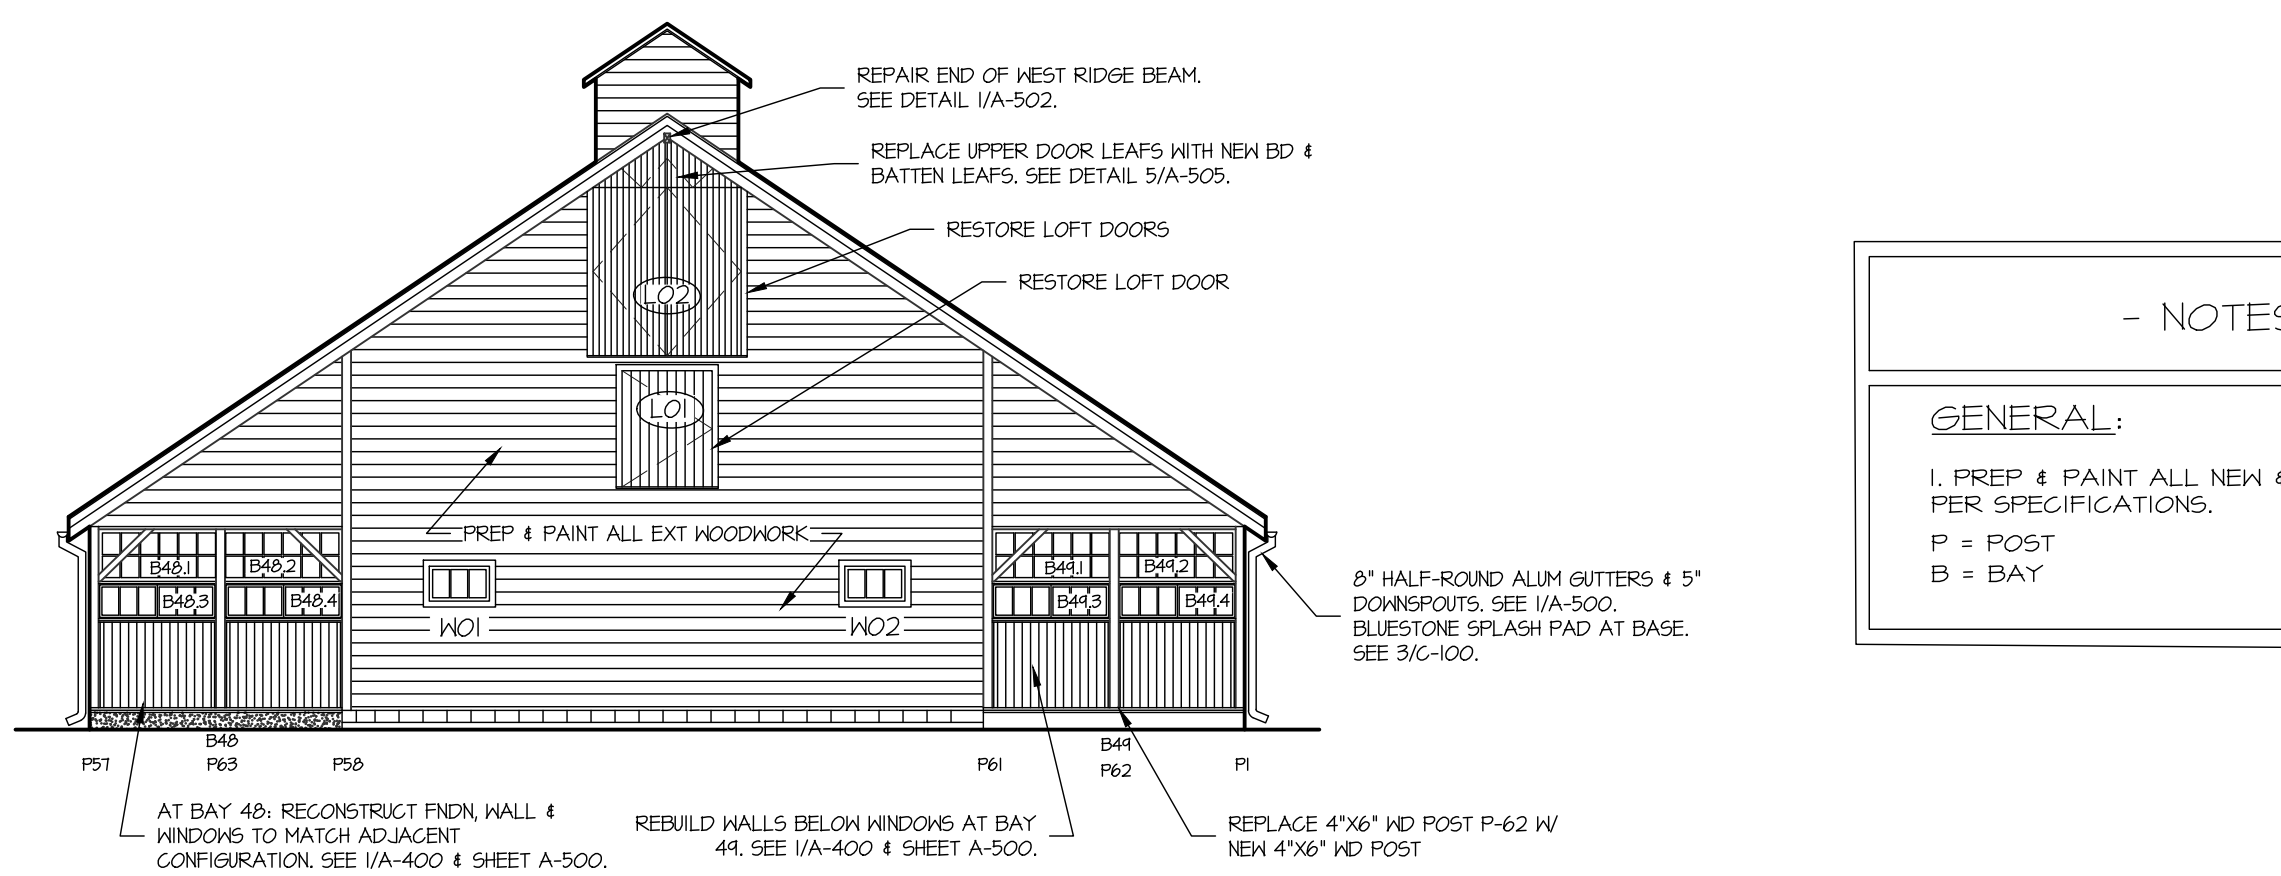 REPAIR END OF WEST RIDGE BEAM.
SEE DETAIL 1/A-502.
REPLACE UPPER DOOR LEAFS WITH NEW BD &
BATTEN LEAFS. SEE DETAIL 5/A-505.
RESTORE LOFT DOORS
RESTORE LOFT DOOR
L02
L01
- NOTES
GENERAL:
1. PREP & PAINT ALL NEW &
PER SPECIFICATIONS.
P = POST
B = BAY
PREP & PAINT ALL EXT WOODWORK
B48.1
B48.2
B48.3
B48.4
W01
W02
B49.1
B49.2
B49.3
B49.4
8" HALF-ROUND ALUM GUTTERS & 5"
DOWNSPOUTS. SEE 1/A-500.
BLUESTONE SPLASH PAD AT BASE.
SEE 3/C-100.
B48
B49
P57
P63
P58
P61
P62
P1
AT BAY 48: RECONSTRUCT FNDN, WALL &
WINDOWS TO MATCH ADJACENT
CONFIGURATION. SEE 1/A-400 & SHEET A-500.
REBUILD WALLS BELOW WINDOWS AT BAY
49. SEE 1/A-400 & SHEET A-500.
REPLACE 4"X6" WD POST P-62 W/
NEW 4"X6" WD POST